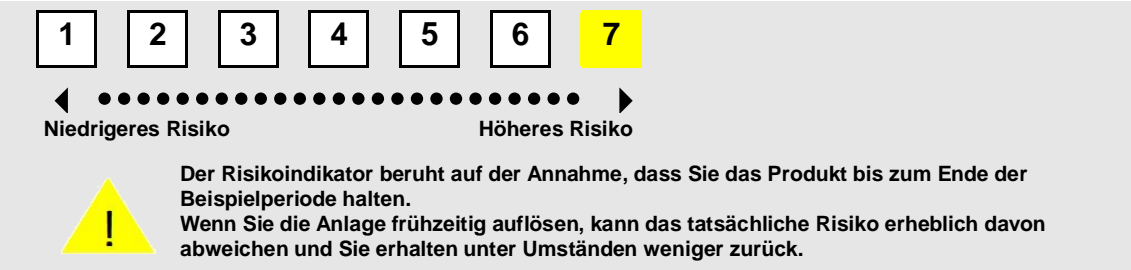 1 2 3 4 5 6 7
Niedrigeres Risiko Höheres Risiko
Der Risikoindikator beruht auf der Annahme, dass Sie das Produkt bis zum Ende der
Beispielperiode halten.
Wenn Sie die Anlage frühzeitig auflösen, kann das tatsächliche Risiko erheblich davon
abweichen und Sie erhalten unter Umständen weniger zurück.
!